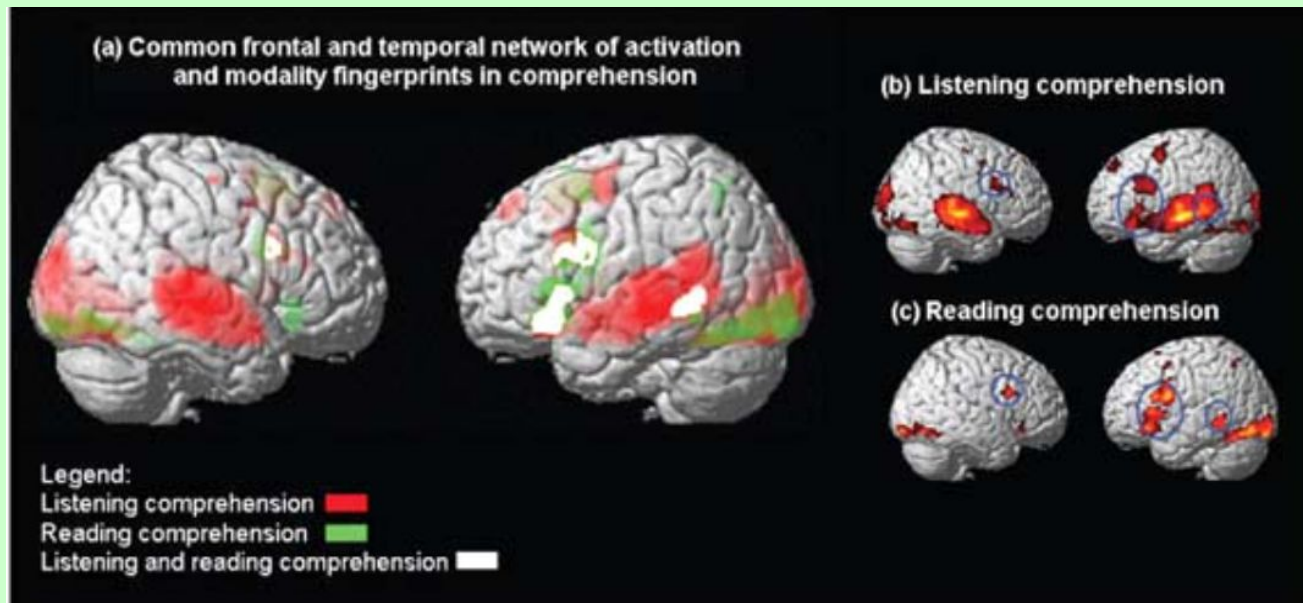 (a) Common frontal and temporal network of activation
and modality fingerprints in comprehension
(b) Listening comprehension
(c) Reading comprehension
Legend:
Listening comprehension
Reading comprehension
Listening and reading comprehension